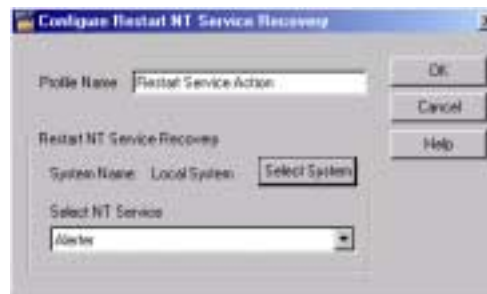 Configure Restart NT Service Recovery
Profile Name Restart Service Action
OK
Cancel
Help
Restart NT Service Recovery
System Name Local System Select System
Select NT Service
Alerter